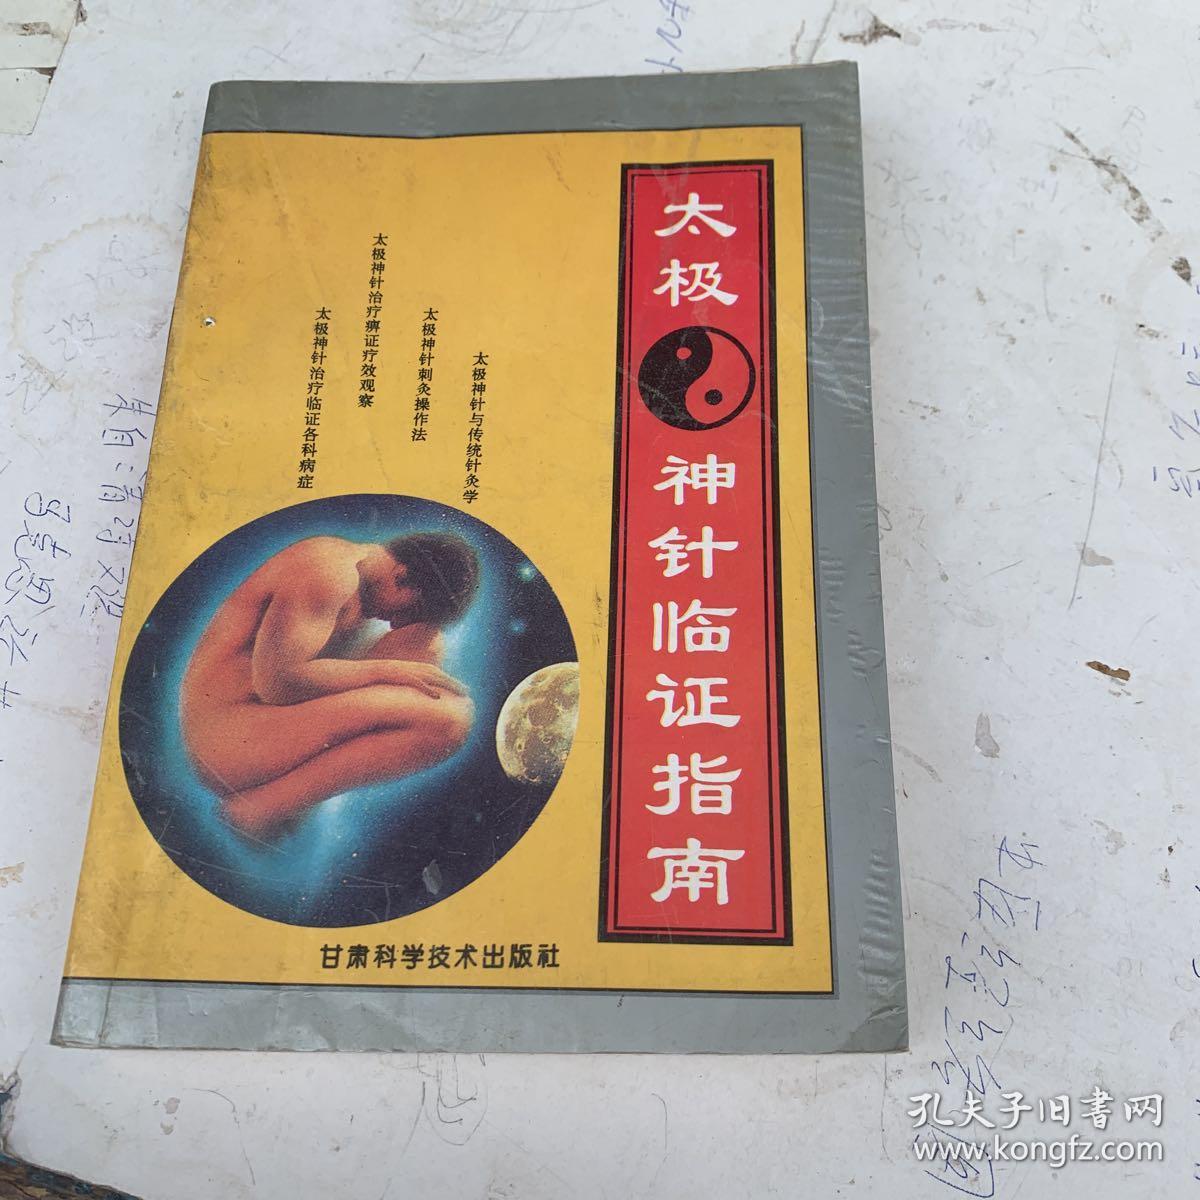 太极神针临证指南
太极神针与传统针灸学
太极神针刺灸操作法
太极神针治疗痹证疗效观察
太极神针治疗临证各科病症
甘肃科学技术出版社
孔夫子旧书网
www.kongfz.com